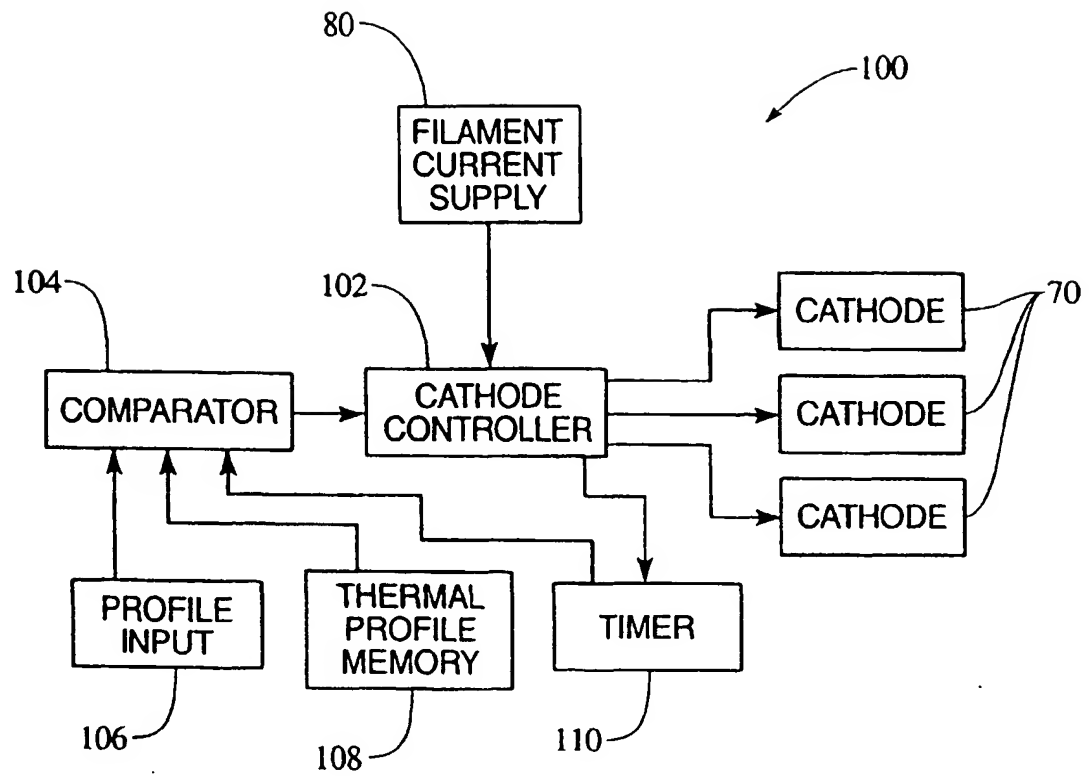 80
100
FILAMENT
CURRENT
SUPPLY
104
102
70
CATHODE
COMPARATOR
CATHODE
CONTROLLER
CATHODE
CATHODE
PROFILE
INPUT
THERMAL
PROFILE
MEMORY
TIMER
106
108
110